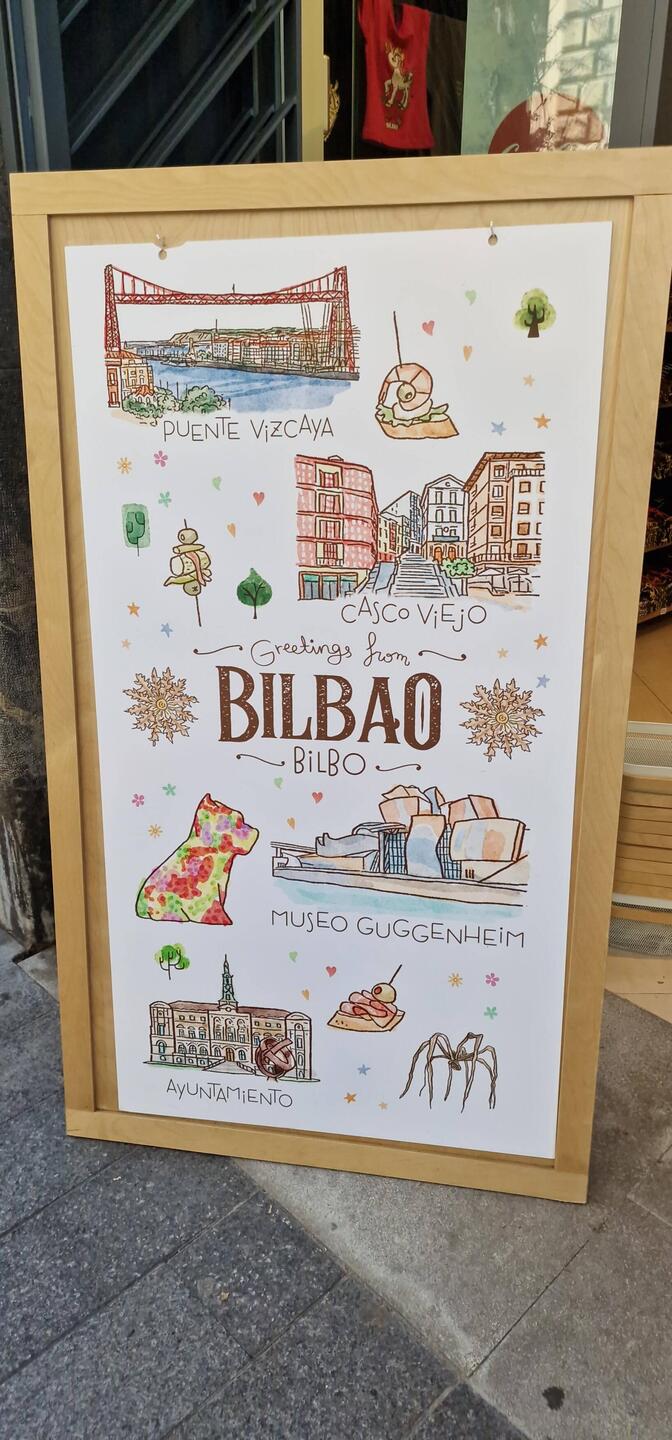 PUENTE VIZCAYA
CASCO VIEJO
Greetings from
BILBAO
BILBO
MUSEO GUGGENHEIM
AYUNTAMIENTO